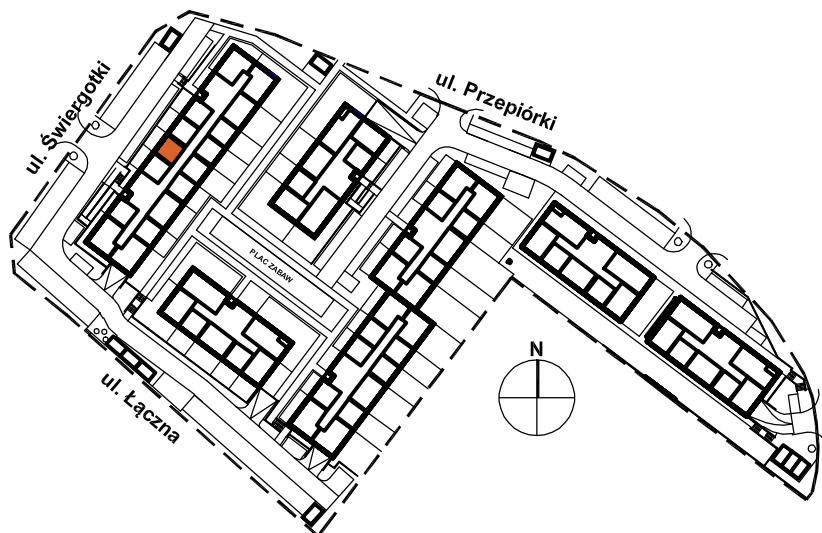 ul. Świergotki
ul. Przepiórki
PLAC ZABAW
N
ul. Łączna